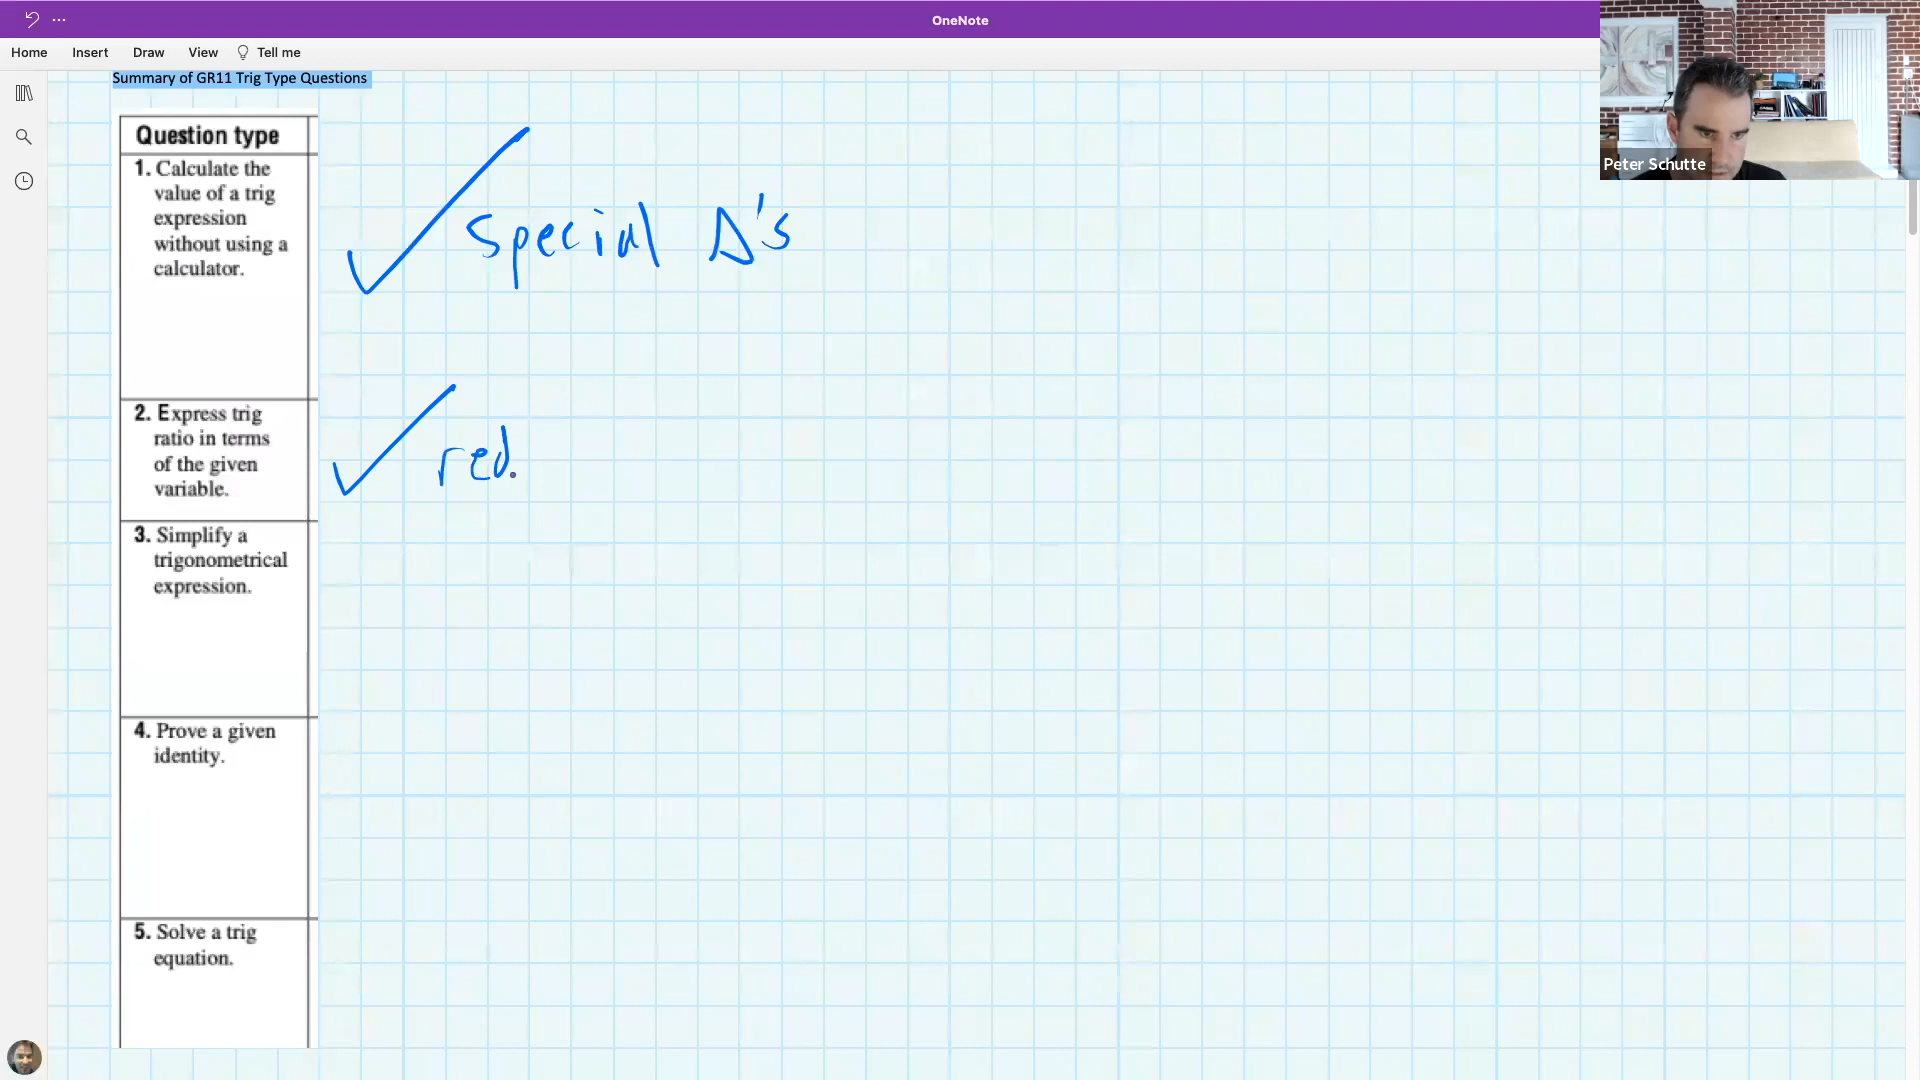 OneNote
Home Insert Draw View Tell me
Summary of GR11 Trig Type Questions
Question type
1. Calculate the
value of a trig
expression
without using a
calculator.
Special Δ's
2. Express trig
ratio in terms
of the given
variable.
red
3. Simplify a
trigonometrical
expression.
4. Prove a given
identity.
5. Solve a trig
equation.
Peter Schutte